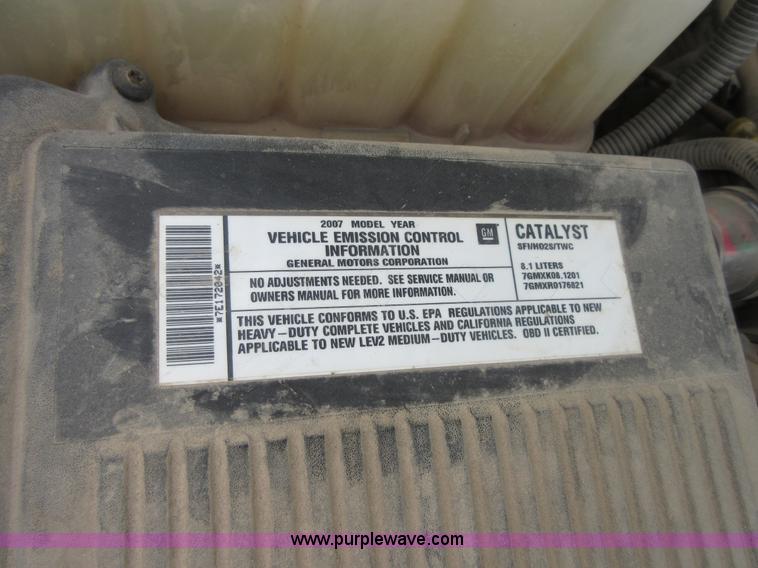 *7E172042*
2007 MODEL YEAR
VEHICLE EMISSION CONTROL
INFORMATION
GENERAL MOTORS CORPORATION
GM
NO ADJUSTMENTS NEEDED. SEE SERVICE MANUAL OR
OWNERS MANUAL FOR MORE INFORMATION.
CATALYST
SFI/HO2S/TWC
8.1 LITERS
7GMXK08.1201
7GMXR0176821
THIS VEHICLE CONFORMS TO U.S. EPA REGULATIONS APPLICABLE TO NEW
HEAVY-DUTY COMPLETE VEHICLES AND CALIFORNIA REGULATIONS
APPLICABLE TO NEW LEV2 MEDIUM-DUTY VEHICLES. OBD II CERTIFIED.
www.purplewave.com